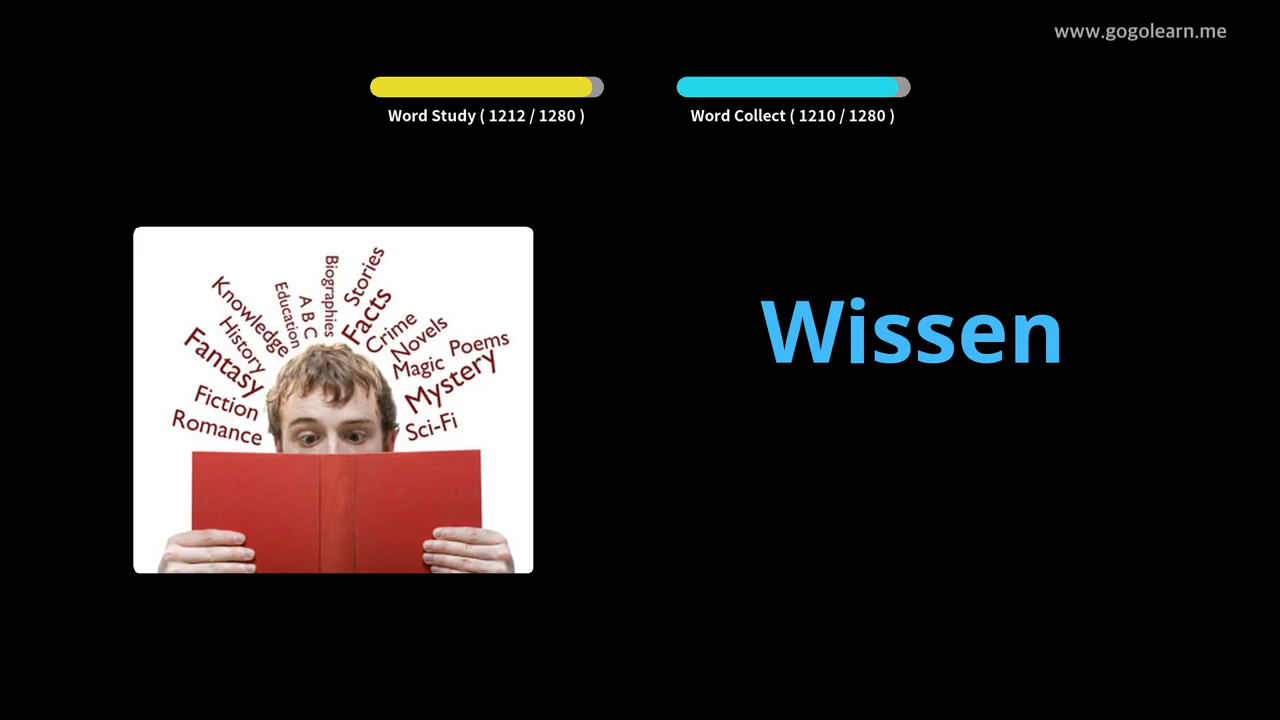 www.gogolearn.me
Word Study ( 1212 / 1280 )
Word Collect ( 1210 / 1280 )
Wissen
Biographies
Stories
Education
A B C
Facts
Knowledge
Crime
History
Novels
Poems
Fantasy
Magic
Mystery
Fiction
Romance
Sci-Fi